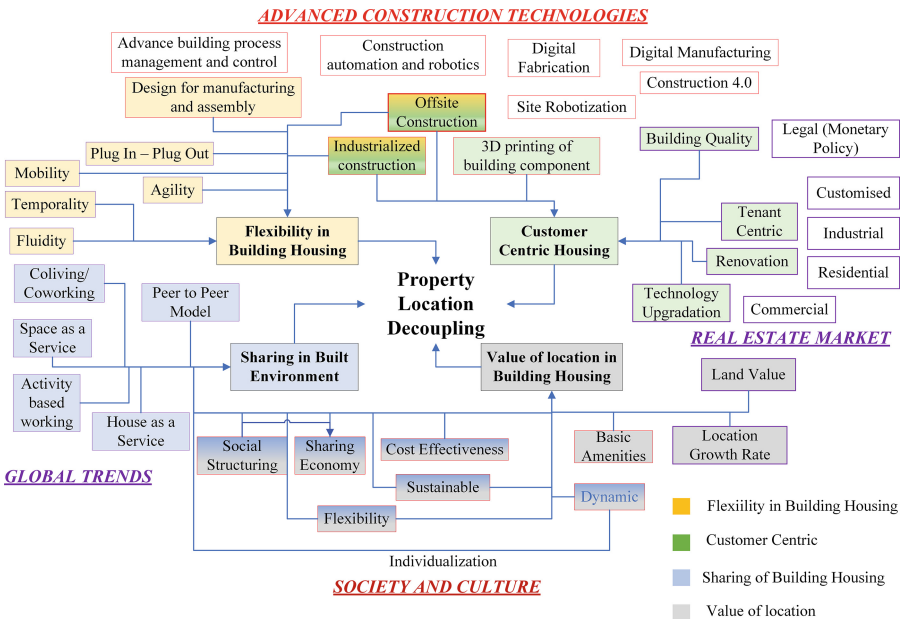 ADVANCED CONSTRUCTION TECHNOLOGIES
Advance building process
management and control
Construction
automation and robotics
Digital
Fabrication
Digital Manufacturing
Construction 4.0
Design for manufacturing
and assembly
Offsite
Construction
Site Robotization
Plug In – Plug Out
Industrialized
construction
3D printing of
building component
Building Quality
Legal (Monetary
Policy)
Mobility
Agility
Temporality
Fluidity
Flexibility in
Building Housing
Customer
Centric Housing
Tenant
Centric
Renovation
Technology
Upgradation
Customised
Industrial
Residential
Commercial
REAL ESTATE MARKET
Coliving/
Coworking
Peer to Peer
Model
Property
Location
Decoupling
Space as a
Service
Sharing in Built
Environment
Value of location in
Building Housing
Land Value
Activity
based
working
House as a
Service
GLOBAL TRENDS
Social
Structuring
Sharing
Economy
Cost Effectiveness
Basic
Amenities
Location
Growth Rate
Sustainable
Dynamic
Flexibility
Individualization
SOCIETY AND CULTURE
Flexiility in Building Housing
Customer Centric
Sharing of Building Housing
Value of location